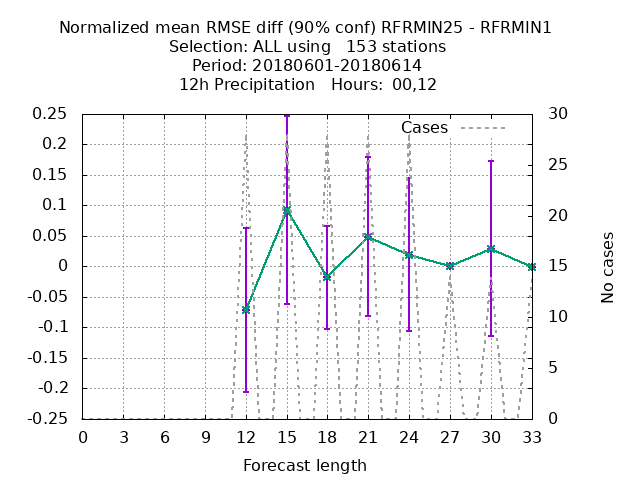 Normalized mean RMSE diff (90% conf) RFRMIN25 - RFRMIN1
Selection: ALL using   153 stations
Period: 20180601-20180614
12h Precipitation   Hours:  00,12
Cases
0.25
0.2
0.15
0.1
0.05
0
-0.05
-0.1
-0.15
-0.2
-0.25
30
25
20
15
10
5
0
No cases
0 3 6 9 12 15 18 21 24 27 30 33
Forecast length